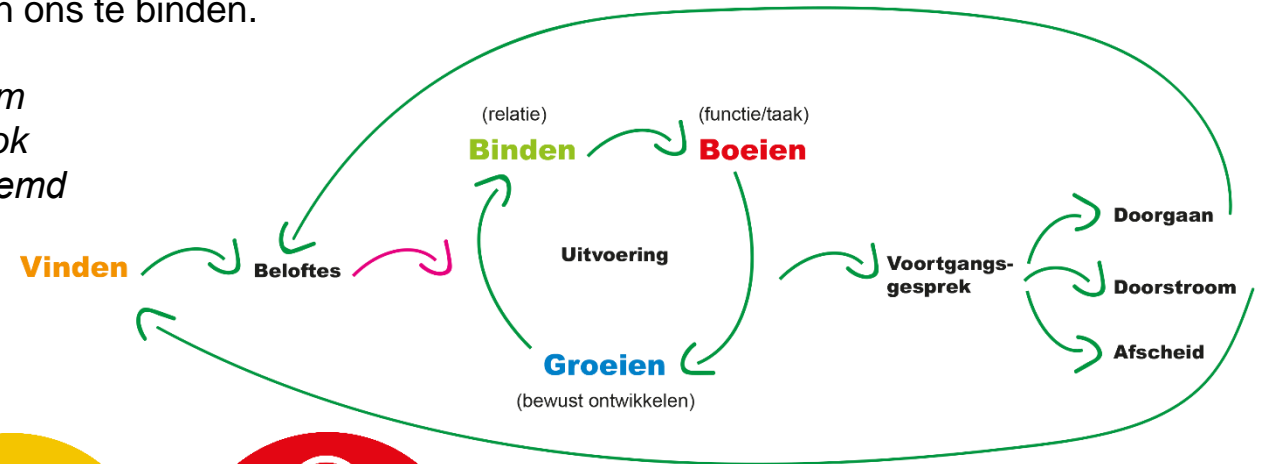 n ons te binden.
m
ok
emd
(relatie)
Binden
(functie/taak)
Boeien
Vinden
Beloftes
Uitvoering
Groeien
(bewust ontwikkelen)
Voortgangs-
gesprek
Doorgaan
Doorstroom
Afscheid